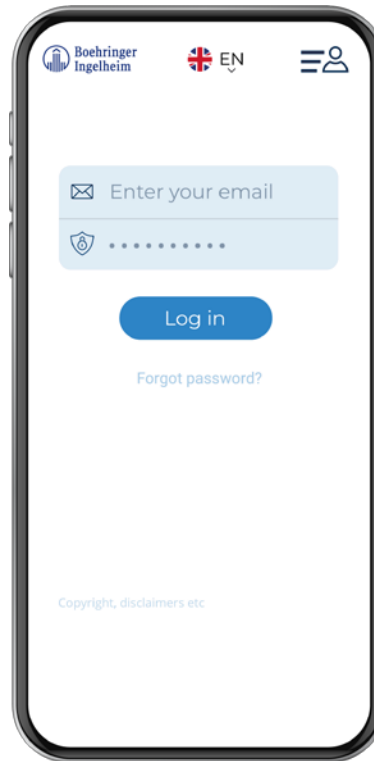 Boehringer
Ingelheim
EN
Enter your email
Log in
Forgot password?
Copyright, disclaimers etc